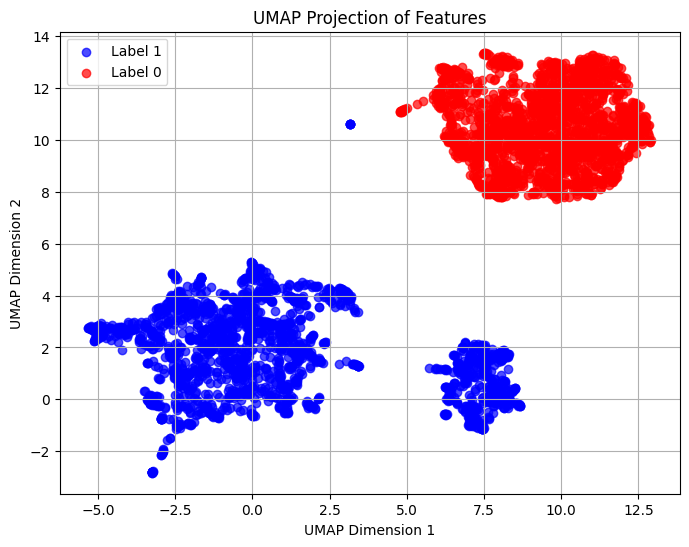 UMAP Projection of Features
Label 1
Label 0
14
12
10
8
6
4
2
0
−2
UMAP Dimension 2
−5.0 −2.5 0.0 2.5 5.0 7.5 10.0 12.5
UMAP Dimension 1